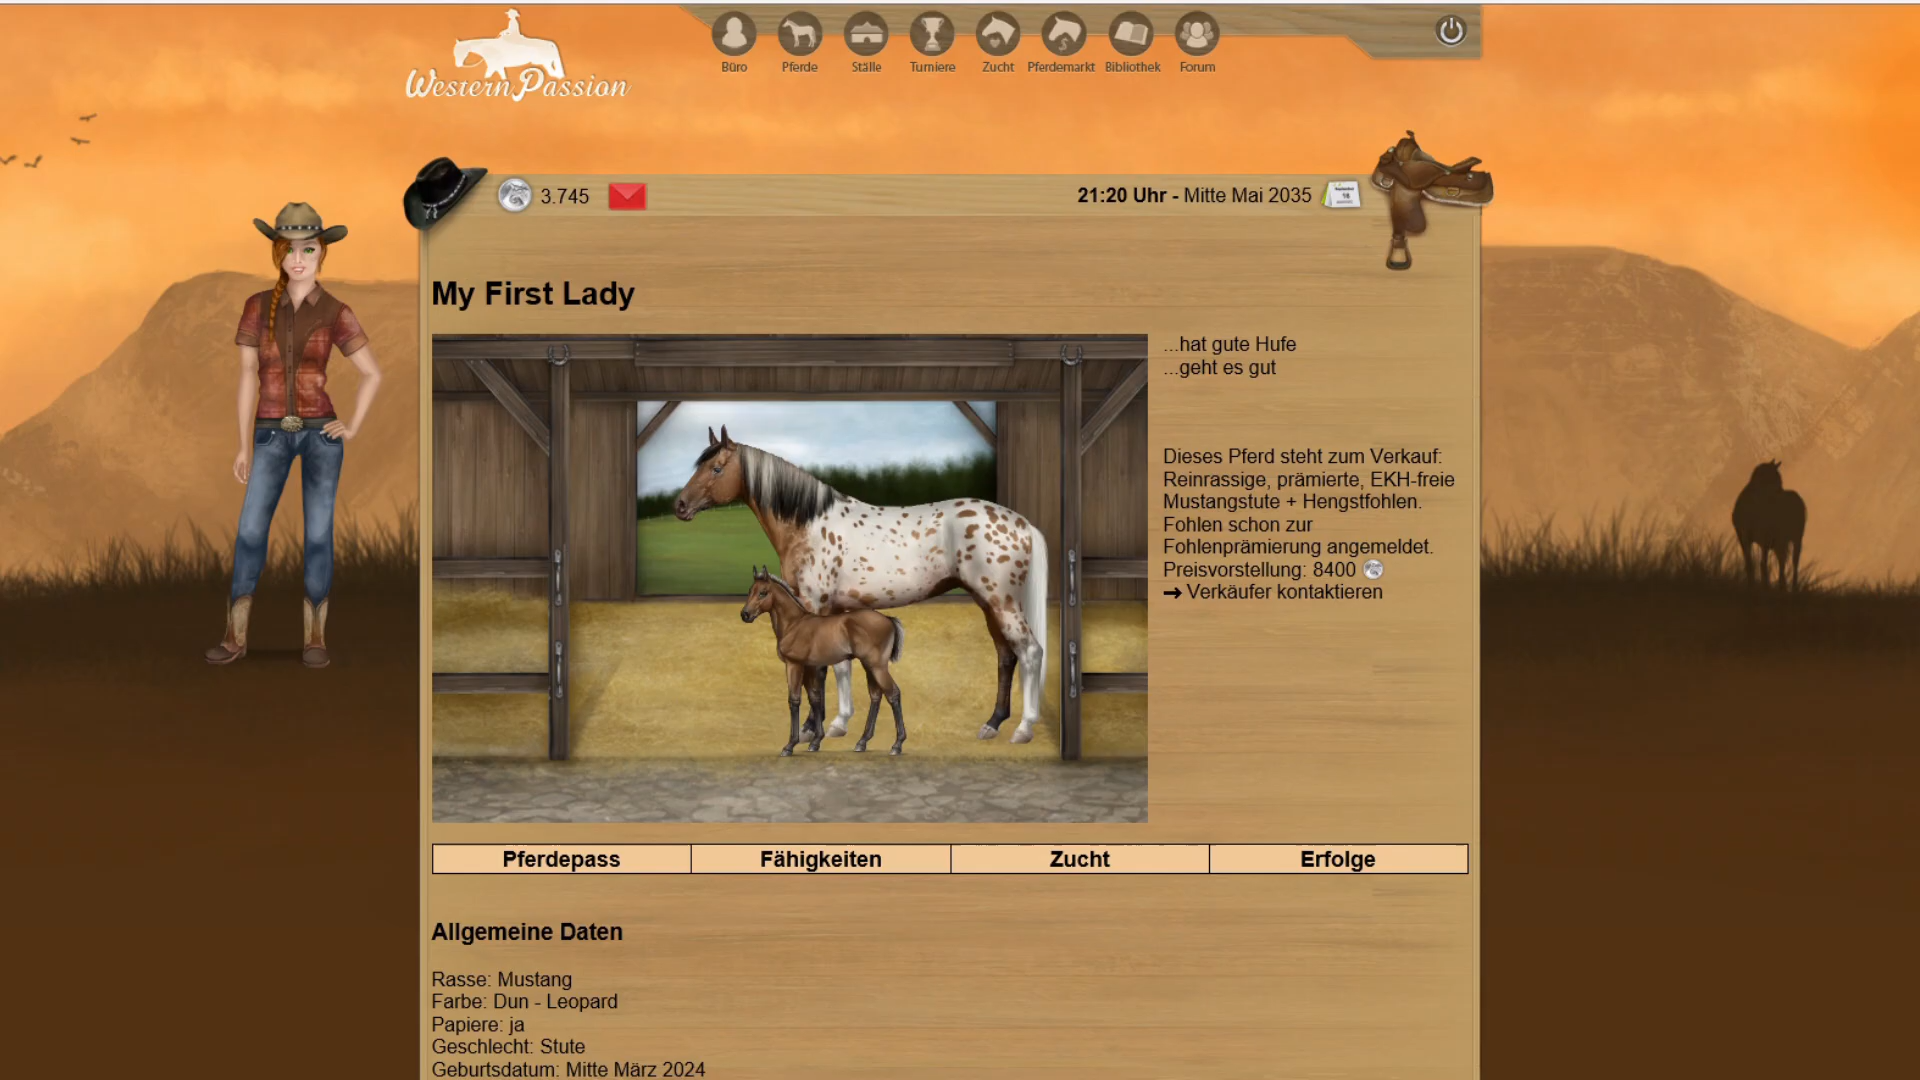 Western Passion
Büro
Pferde
Ställe
Turniere
Zucht
Pferdemarkt
Bibliothek
Forum
3.745
21:20 Uhr - Mitte Mai 2035
My First Lady
...hat gute Hufe
...geht es gut
Dieses Pferd steht zum Verkauf:
Reinrassige, prämierte, EKH-freie
Mustangstute + Hengstfohlen.
Fohlen schon zur
Fohlenprämierung angemeldet.
Preisvorstellung: 8400
→ Verkäufer kontaktieren
Pferdepass
Fähigkeiten
Zucht
Erfolge
Allgemeine Daten
Rasse: Mustang
Farbe: Dun - Leopard
Papiere: ja
Geschlecht: Stute
Geburtsdatum: Mitte März 2024